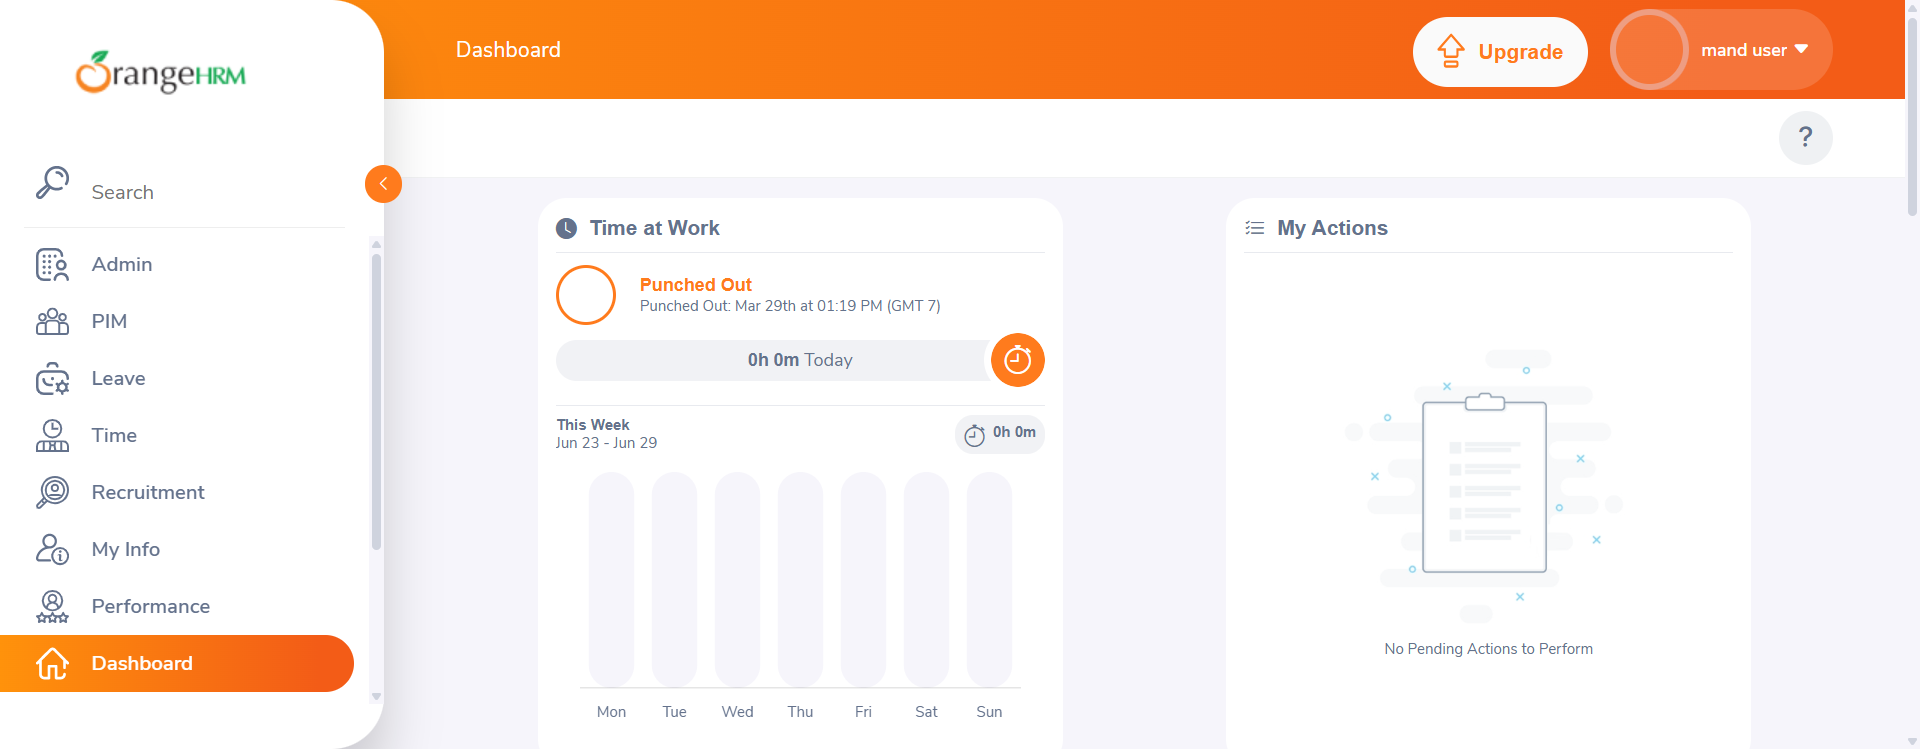 OrangeHRM
Search
Admin
PIM
Leave
Time
Recruitment
My Info
Performance
Dashboard
Dashboard
Upgrade
mand user
?
Time at Work
Punched Out
Punched Out: Mar 29th at 01:19 PM (GMT 7)
0h 0m Today
This Week
Jun 23 - Jun 29
0h 0m
Mon Tue Wed Thu Fri Sat Sun
My Actions
No Pending Actions to Perform